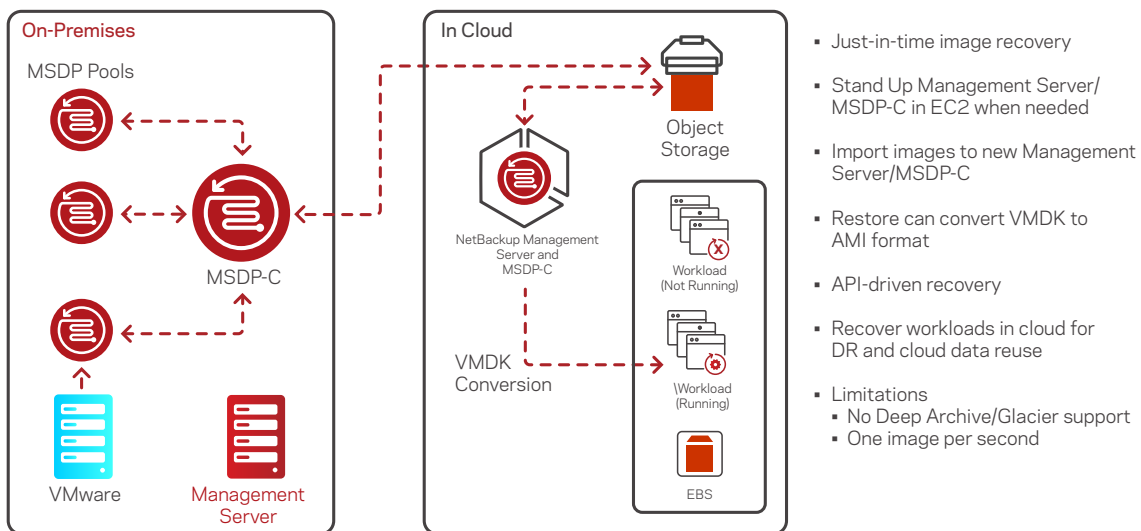 On-Premises
MSDP Pools
MSDP-C
VMware
Management
Server
In Cloud
Object
Storage
NetBackup Management
Server and
MSDP-C
VMDK
Conversion
Workload
(Not Running)
\Workload
(Running)
EBS
▪ Just-in-time image recovery
▪ Stand Up Management Server/
MSDP-C in EC2 when needed
▪ Import images to new Management
Server/MSDP-C
▪ Restore can convert VMDK to
AMI format
▪ API-driven recovery
▪ Recover workloads in cloud for
DR and cloud data reuse
▪ Limitations
▪ No Deep Archive/Glacier support
▪ One image per second